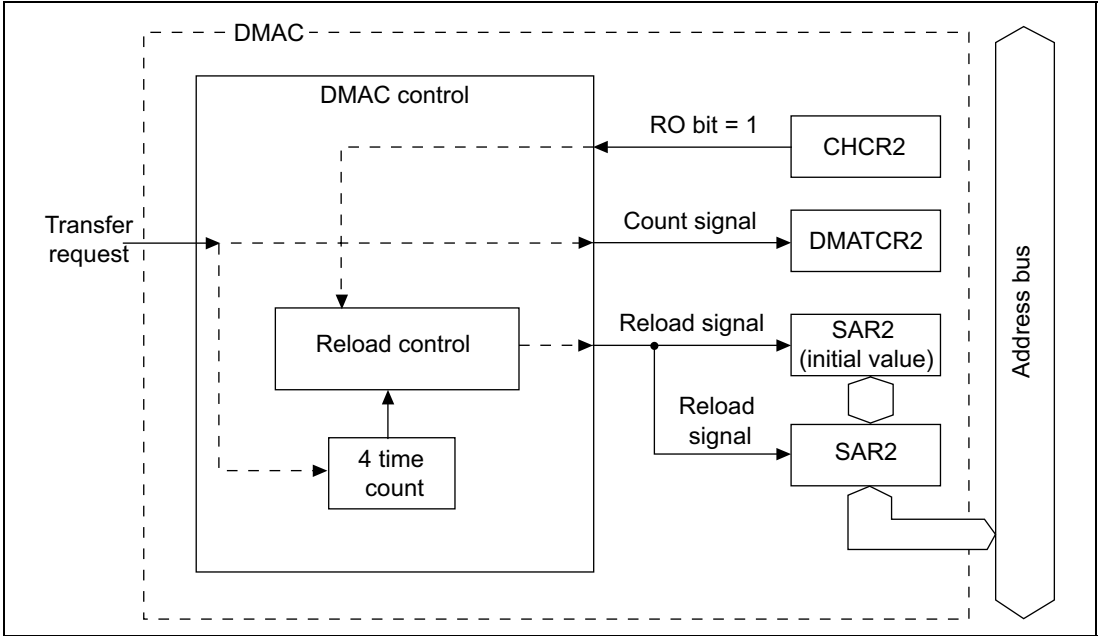 DMAC
DMAC control
RO bit = 1
CHCR2
Transfer
request
Count signal
DMATCR2
Reload control
Reload signal
SAR2
(initial value)
Reload
signal
SAR2
4 time
count
Address bus